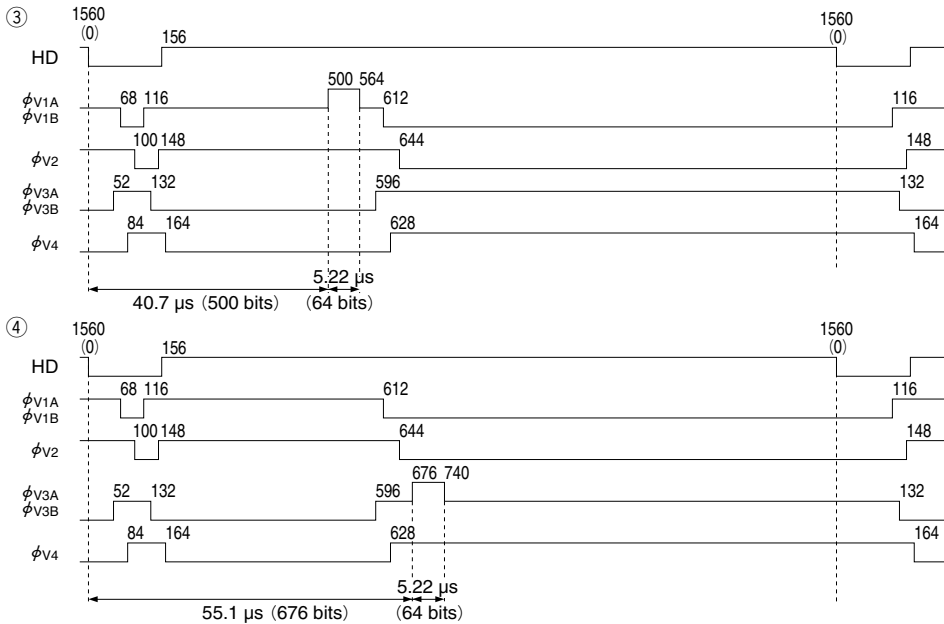 ③
1560 1560
(0) (0)
HD 156
500 564
φV1A
φV1B 68 116 612 116
φV2 100 148 644 148
φV3A
φV3B 52 132 596 132
φV4 84 164 628 164
5.22 μs
40.7 μs (500 bits) (64 bits)
④
1560 1560
(0) (0)
HD 156
φV1A
φV1B 68 116 612 116
φV2 100 148 644 148
676 740
φV3A
φV3B 52 132 596 132
φV4 84 164 628 164
5.22 μs
55.1 μs (676 bits) (64 bits)